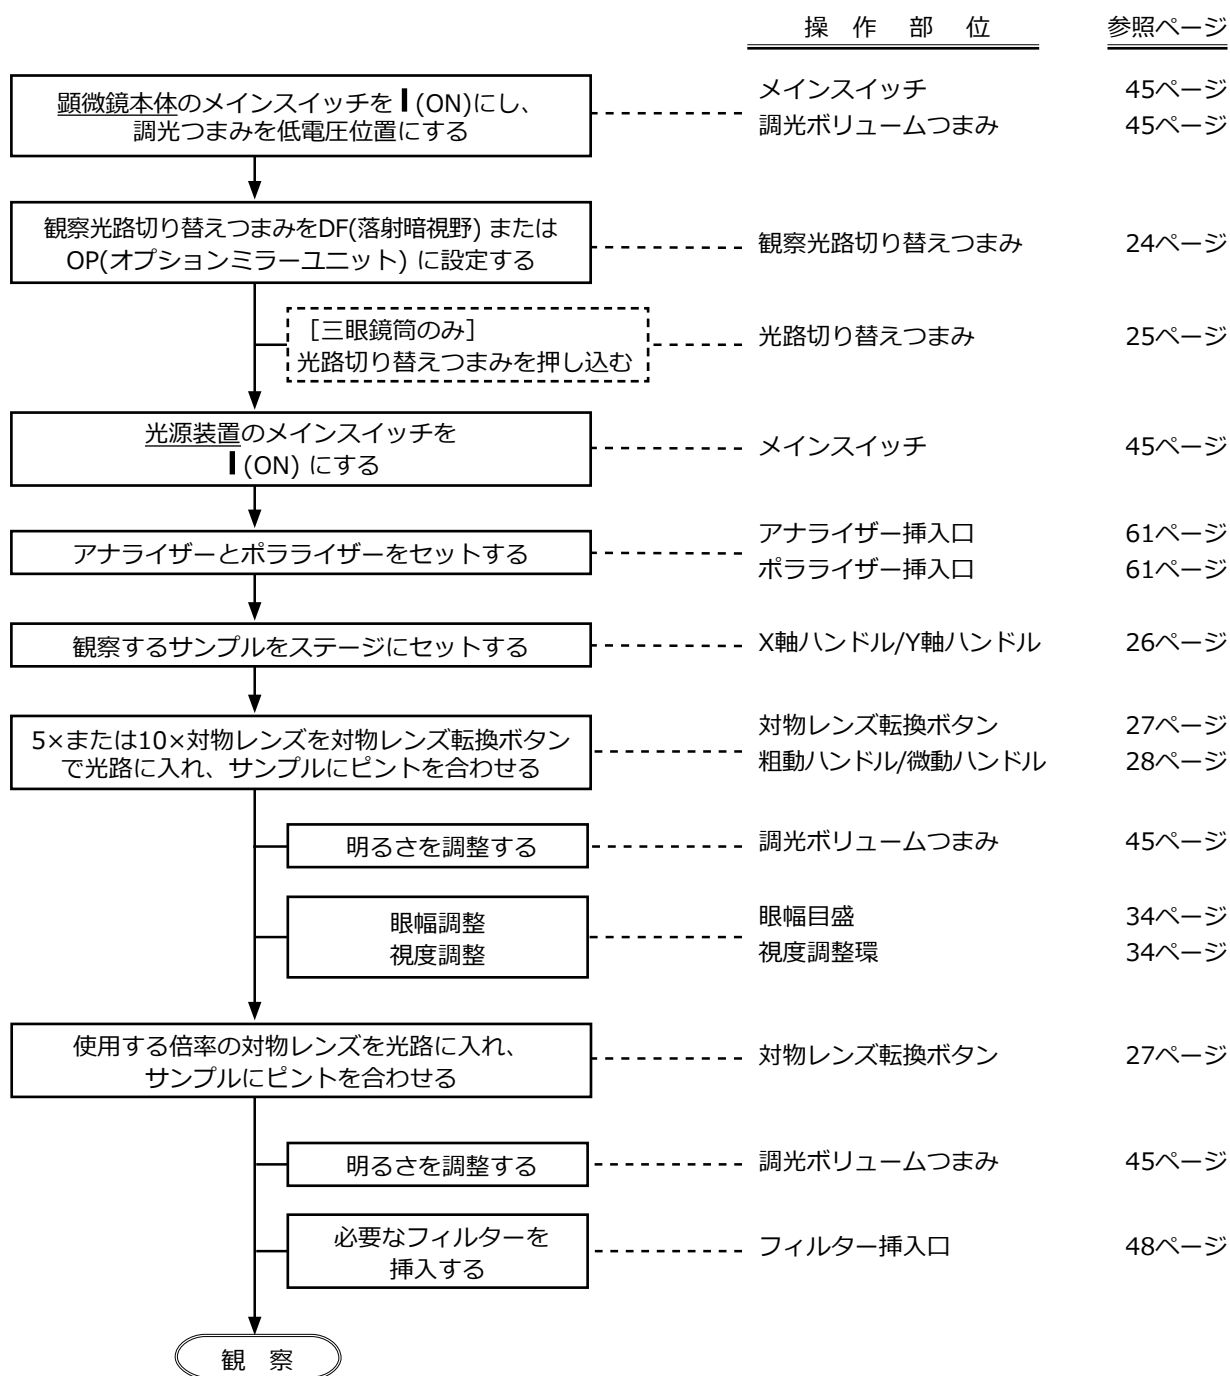 操 作 部 位 参照ページ
顕微鏡本体のメインスイッチを I (ON)にし、
調光つまみを低電圧位置にする
メインスイッチ 45ページ
調光ボリュームつまみ 45ページ
観察光路切り替えつまみをDF(落射暗視野) または
OP(オプションミラーユニット) に設定する
観察光路切り替えつまみ 24ページ
[三眼鏡筒のみ]
光路切り替えつまみを押し込む
光路切り替えつまみ 25ページ
光源装置のメインスイッチを
I (ON) にする
メインスイッチ 45ページ
アナライザーとポラライザーをセットする
アナライザー挿入口 61ページ
ポラライザー挿入口 61ページ
観察するサンプルをステージにセットする
X軸ハンドル/Y軸ハンドル 26ページ
5×または10×対物レンズを対物レンズ転換ボタン
で光路に入れ、サンプルにピントを合わせる
対物レンズ転換ボタン 27ページ
粗動ハンドル/微動ハンドル 28ページ
明るさを調整する
調光ボリュームつまみ 45ページ
眼幅調整
視度調整
眼幅目盛 34ページ
視度調整環 34ページ
使用する倍率の対物レンズを光路に入れ、
サンプルにピントを合わせる
対物レンズ転換ボタン 27ページ
明るさを調整する
調光ボリュームつまみ 45ページ
必要なフィルターを
挿入する
フィルター挿入口 48ページ
観 察